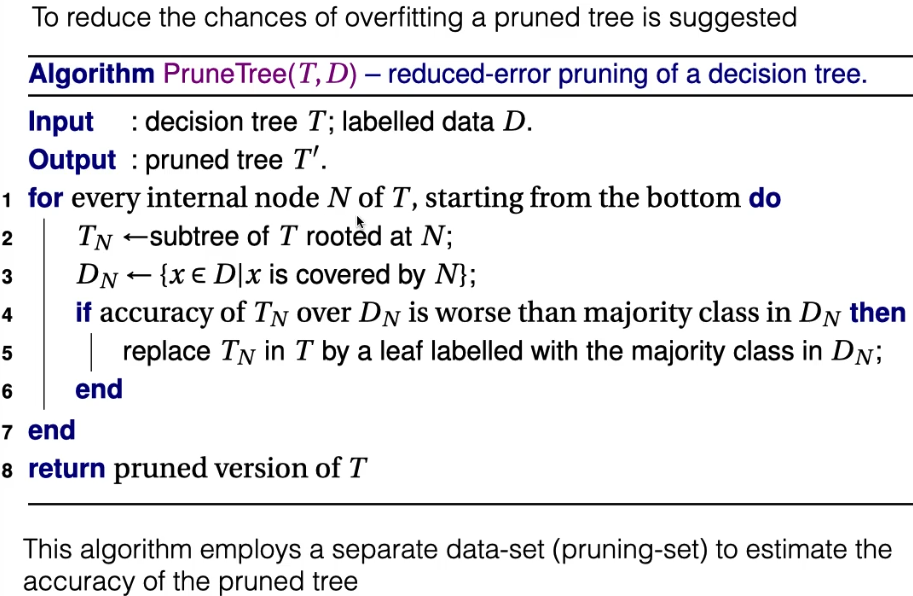 To reduce the chances of overfitting a pruned tree is suggested
Algorithm PruneTree(T, D) – reduced-error pruning of a decision tree.
Input : decision tree T; labelled data D.
Output : pruned tree T′.
1 for every internal node N of T, starting from the bottom do
2 T_N ←subtree of T rooted at N;
3 D_N ← {x ∈ D|x is covered by N};
4 if accuracy of T_N over D_N is worse than majority class in D_N then
5 replace T_N in T by a leaf labelled with the majority class in D_N;
6 end
7 end
8 return pruned version of T
This algorithm employs a separate data-set (pruning-set) to estimate the
accuracy of the pruned tree